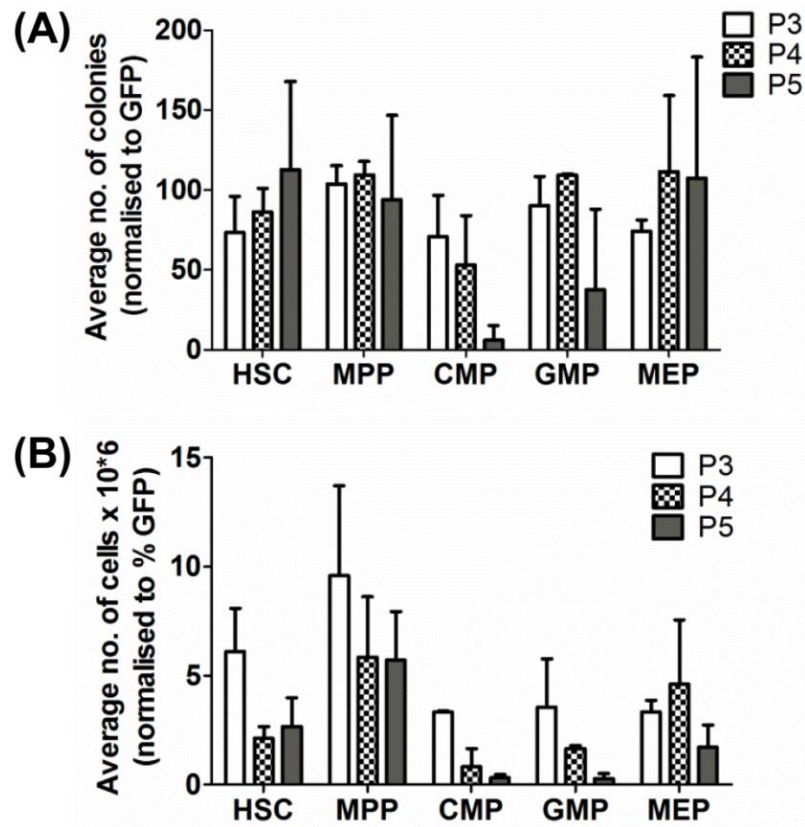 (A)
Average no. of colonies
(normalised to GFP)
200
150
100
50
0
HSC MPP CMP GMP MEP
P3
P4
P5
(B)
Average no. of cells x 10*6
(normalised to % GFP)
15
10
5
0
HSC MPP CMP GMP MEP
P3
P4
P5